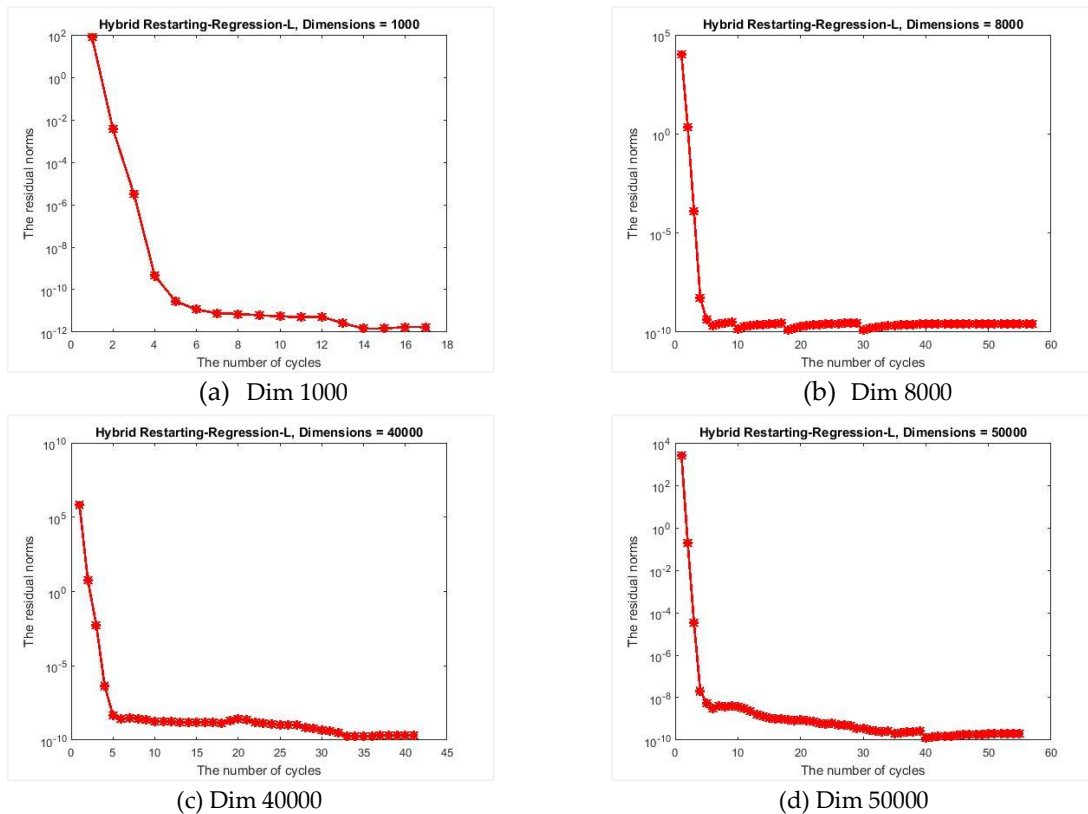 Hybrid Restarting-Regression-L, Dimensions = 1000
The residual norms
10^2
10^0
10^-2
10^-4
10^-6
10^-8
10^-10
10^-12
0 2 4 6 8 10 12 14 16 18
The number of cycles
(a) Dim 1000
Hybrid Restarting-Regression-L, Dimensions = 8000
The residual norms
10^5
10^0
10^-5
10^-10
0 10 20 30 40 50 60
The number of cycles
(b) Dim 8000
Hybrid Restarting-Regression-L, Dimensions = 40000
The residual norms
10^10
10^5
10^0
10^-5
10^-10
0 5 10 15 20 25 30 35 40 45
The number of cycles
(c) Dim 40000
Hybrid Restarting-Regression-L, Dimensions = 50000
The residual norms
10^4
10^2
10^0
10^-2
10^-4
10^-6
10^-8
10^-10
0 10 20 30 40 50 60
The number of cycles
(d) Dim 50000